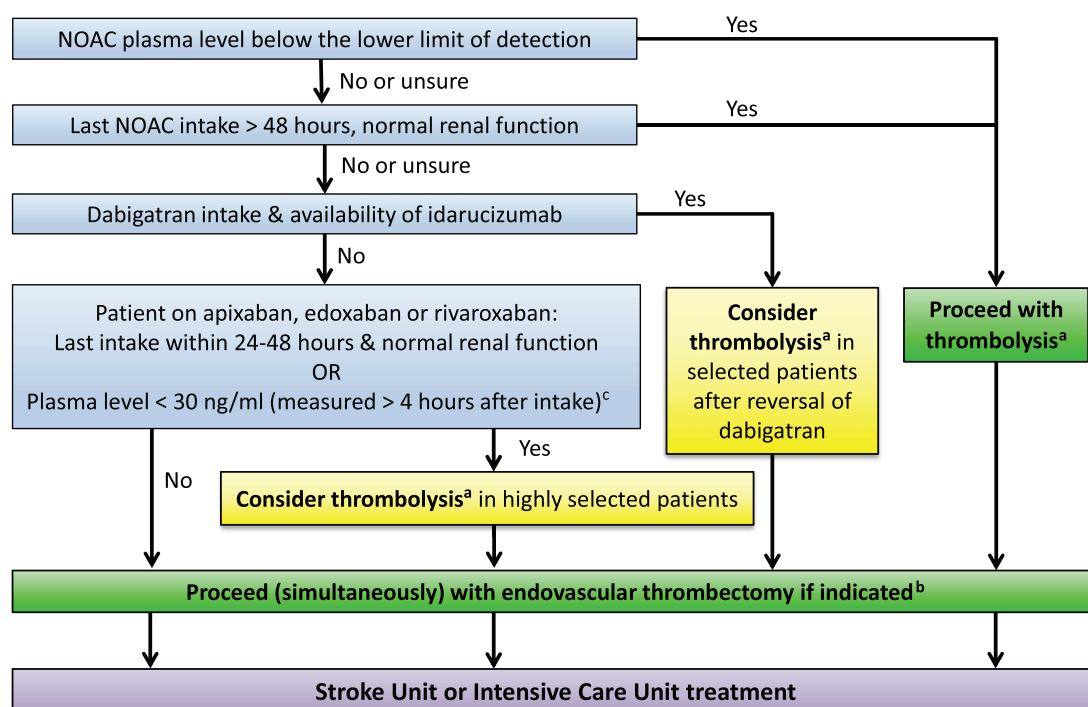 NOAC plasma level below the lower limit of detection
Yes
No or unsure
Last NOAC intake > 48 hours, normal renal function
Yes
No or unsure
Dabigatran intake & availability of idarucizumab
Yes
No
Patient on apixaban, edoxaban or rivaroxaban:
Last intake within 24-48 hours & normal renal function
OR
Plasma level < 30 ng/ml (measured > 4 hours after intake)ᶜ
Consider
thrombolysisᵃ in
selected patients
after reversal of
dabigatran
Proceed with
thrombolysisᵃ
No
Yes
Consider thrombolysisᵃ in highly selected patients
Proceed (simultaneously) with endovascular thrombectomy if indicatedᵇ
Stroke Unit or Intensive Care Unit treatment